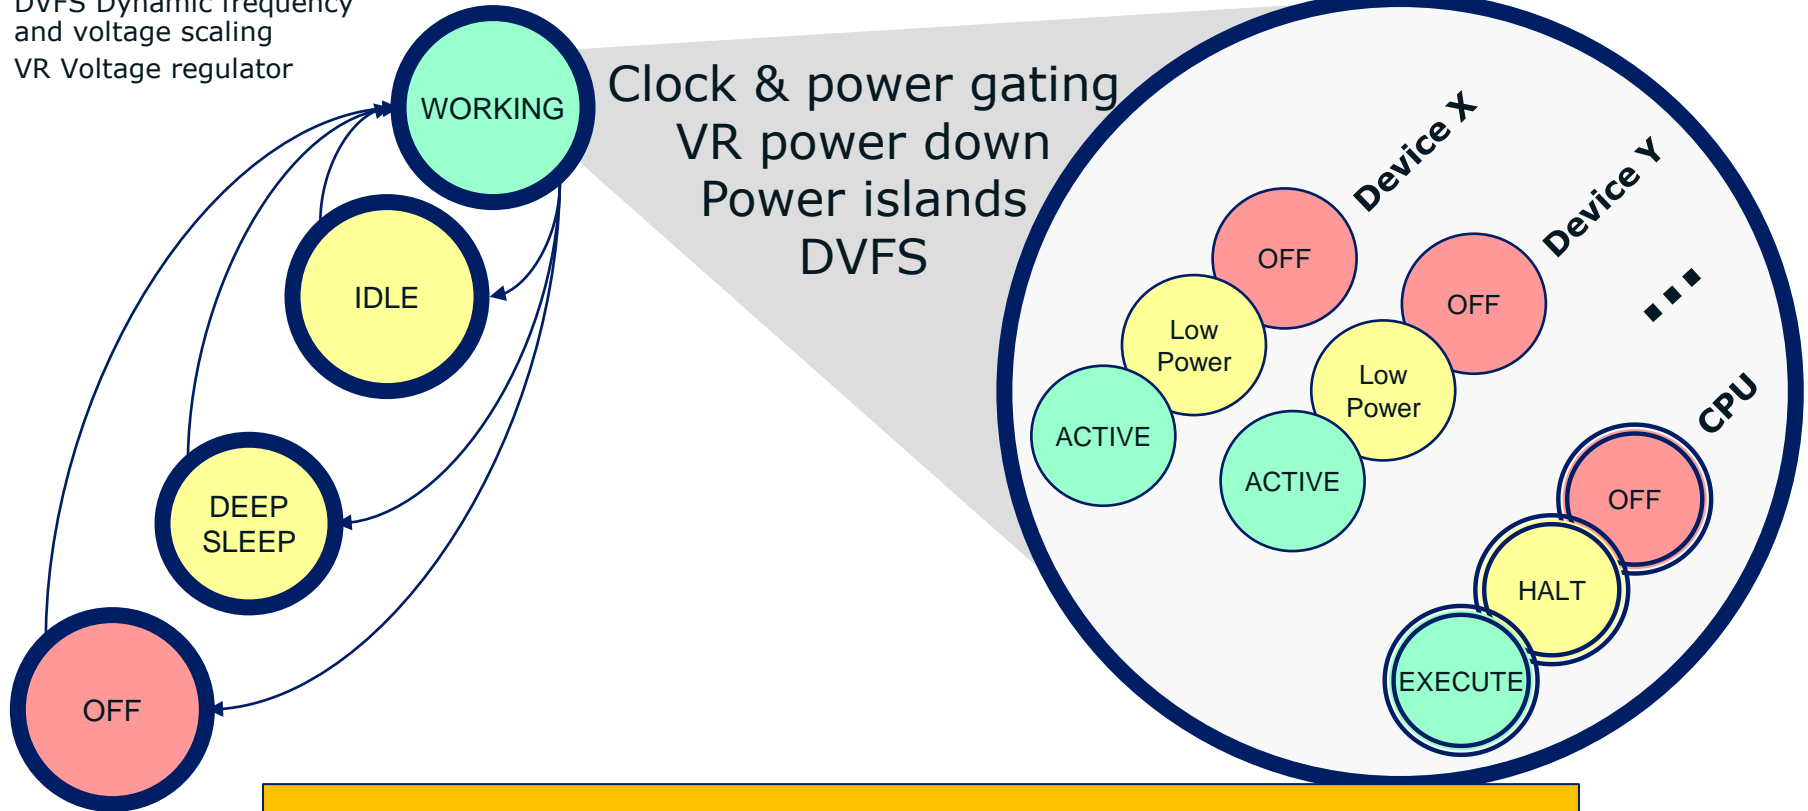 DVFS Dynamic frequency
and voltage scaling
VR Voltage regulator
WORKING
IDLE
DEEP
SLEEP
OFF
Clock & power gating
VR power down
Power islands
DVFS
Device X
OFF
Low
Power
ACTIVE
Device Y
OFF
Low
Power
ACTIVE
...
CPU
OFF
HALT
EXECUTE